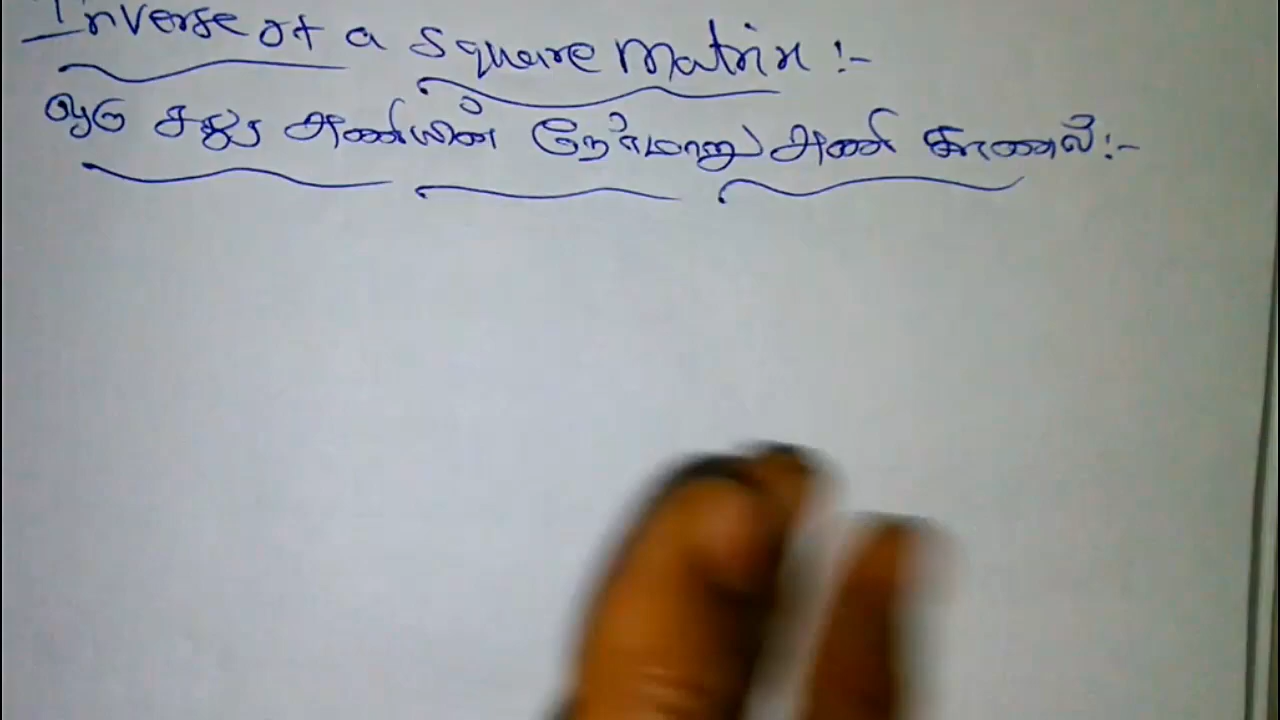 Inverse of a square matrix :-
ஒரு சதுர அணியின் நேர்மாறு அணி காணல் :-